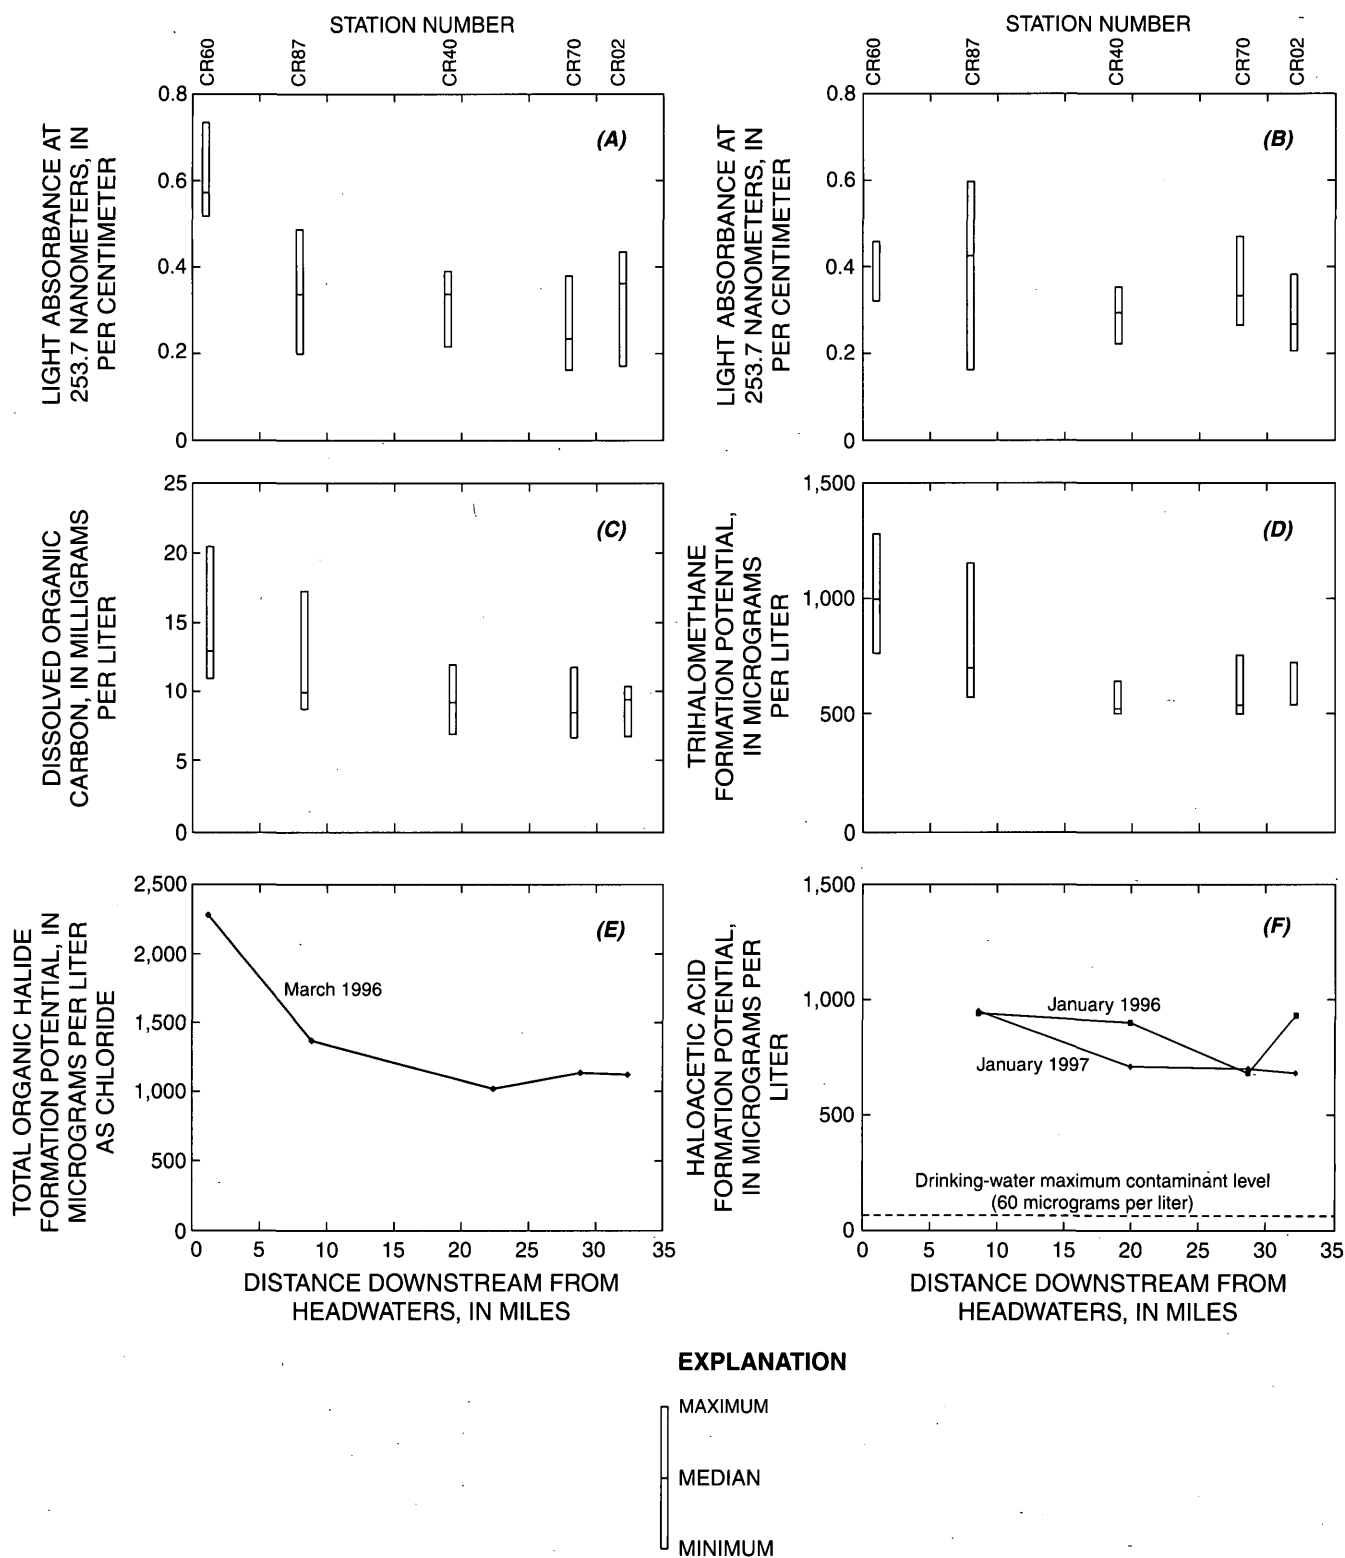 STATION NUMBER
CR60
CR87
CR40
CR70
CR02
LIGHT ABSORBANCE AT
253.7 NANOMETERS, IN
PER CENTIMETER
0.8
0.6
0.4
0.2
0
(A)
STATION NUMBER
CR60
CR87
CR40
CR70
CR02
LIGHT ABSORBANCE AT
253.7 NANOMETERS, IN
PER CENTIMETER
0.8
0.6
0.4
0.2
0
(B)
DISSOLVED ORGANIC
CARBON, IN MILLIGRAMS
PER LITER
25
20
15
10
5
0
(C)
TRIHALOMETHANE
FORMATION POTENTIAL,
IN MICROGRAMS
PER LITER
1,500
1,000
500
0
(D)
TOTAL ORGANIC HALIDE
FORMATION POTENTIAL, IN
MICROGRAMS PER LITER
AS CHLORIDE
2,500
2,000
1,500
1,000
500
0
(E)
March 1996
0 5 10 15 20 25 30 35
DISTANCE DOWNSTREAM FROM
HEADWATERS, IN MILES
HALOACETIC ACID
FORMATION POTENTIAL,
IN MICROGRAMS PER
LITER
1,500
1,000
500
0
(F)
January 1996
January 1997
Drinking-water maximum contaminant level
(60 micrograms per liter)
0 5 10 15 20 25 30 35
DISTANCE DOWNSTREAM FROM
HEADWATERS, IN MILES
EXPLANATION
MAXIMUM
MEDIAN
MINIMUM